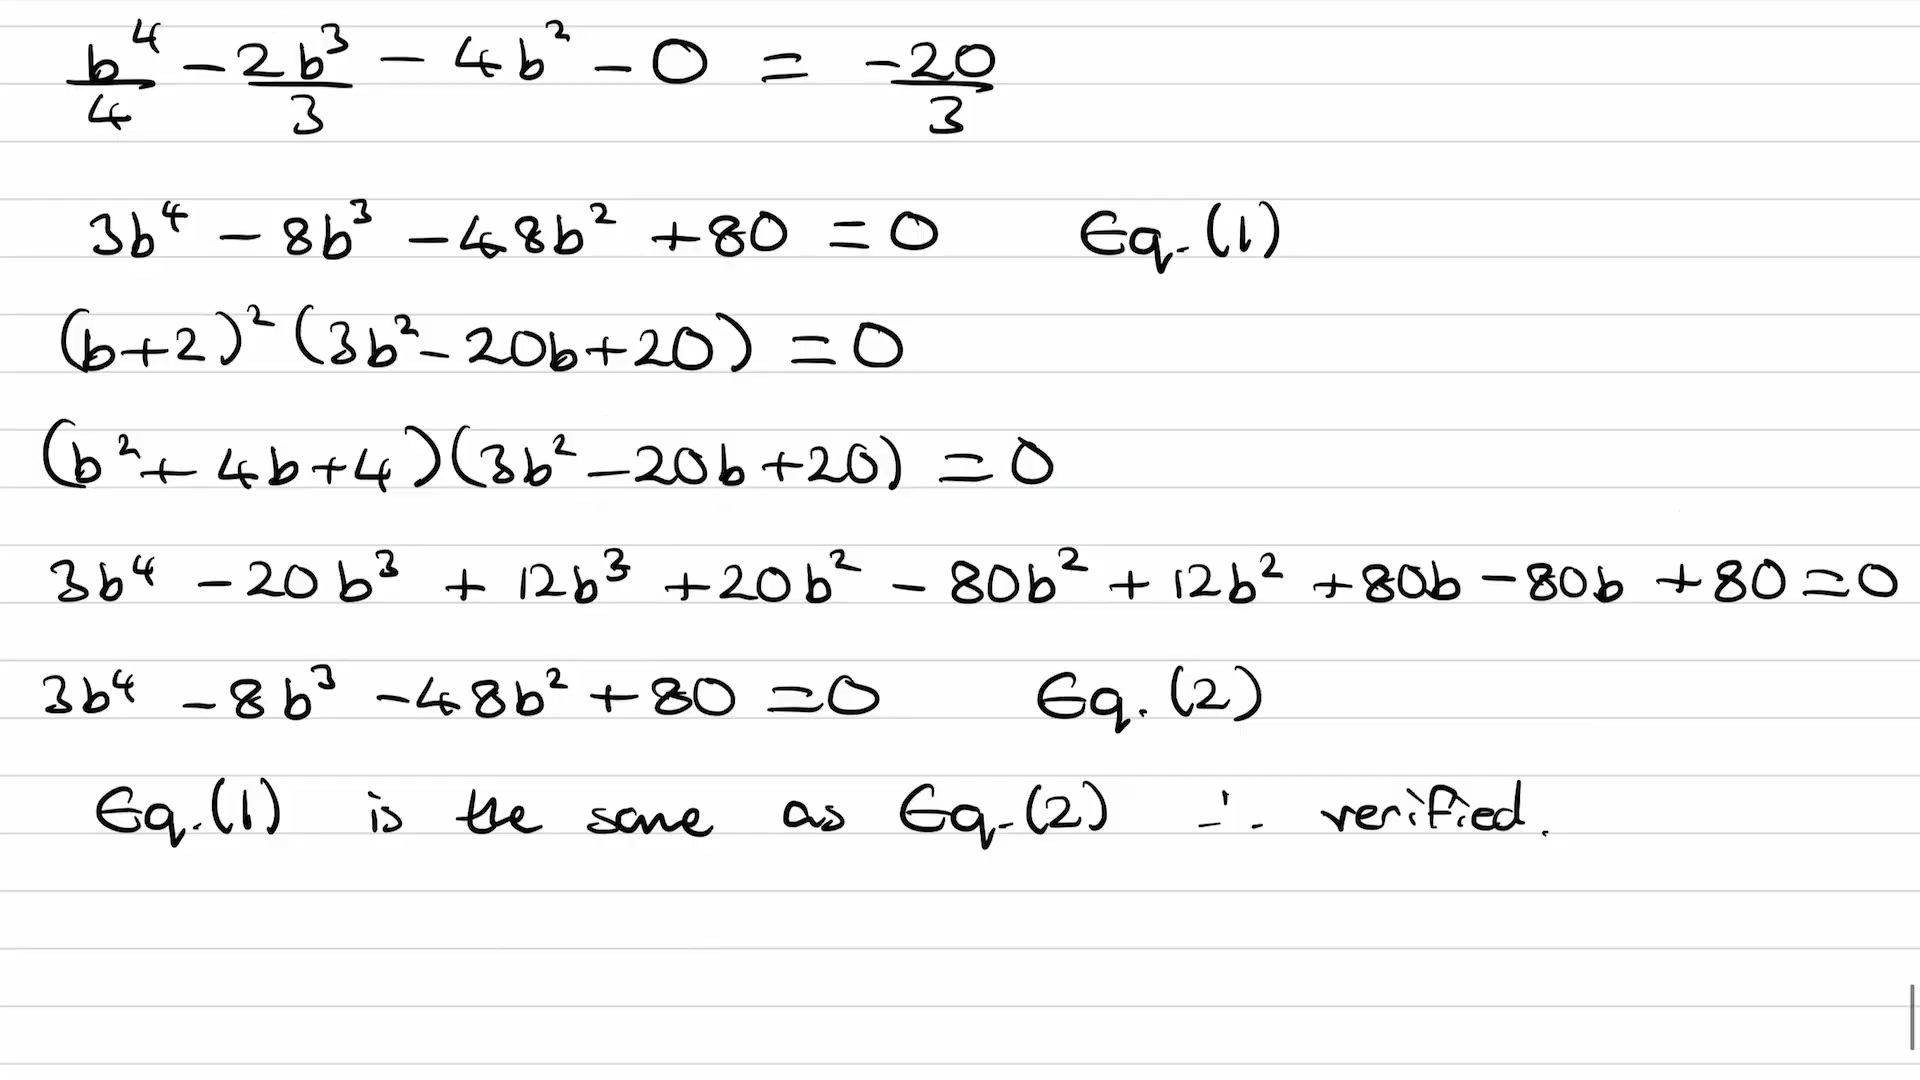 b⁴/4 - 2b³/3 - 4b² - 0 = -20/3
3b⁴ - 8b³ - 48b² + 80 = 0 Eq.(1)
(b+2)²(3b² - 20b + 20) = 0
(b² + 4b + 4)(3b² - 20b + 20) = 0
3b⁴ - 20b³ + 12b³ + 20b² - 80b² + 12b² + 80b - 80b + 80 = 0
3b⁴ - 8b³ - 48b² + 80 = 0 Eq.(2)
Eq.(1) is the same as Eq.(2) ∴ verified.